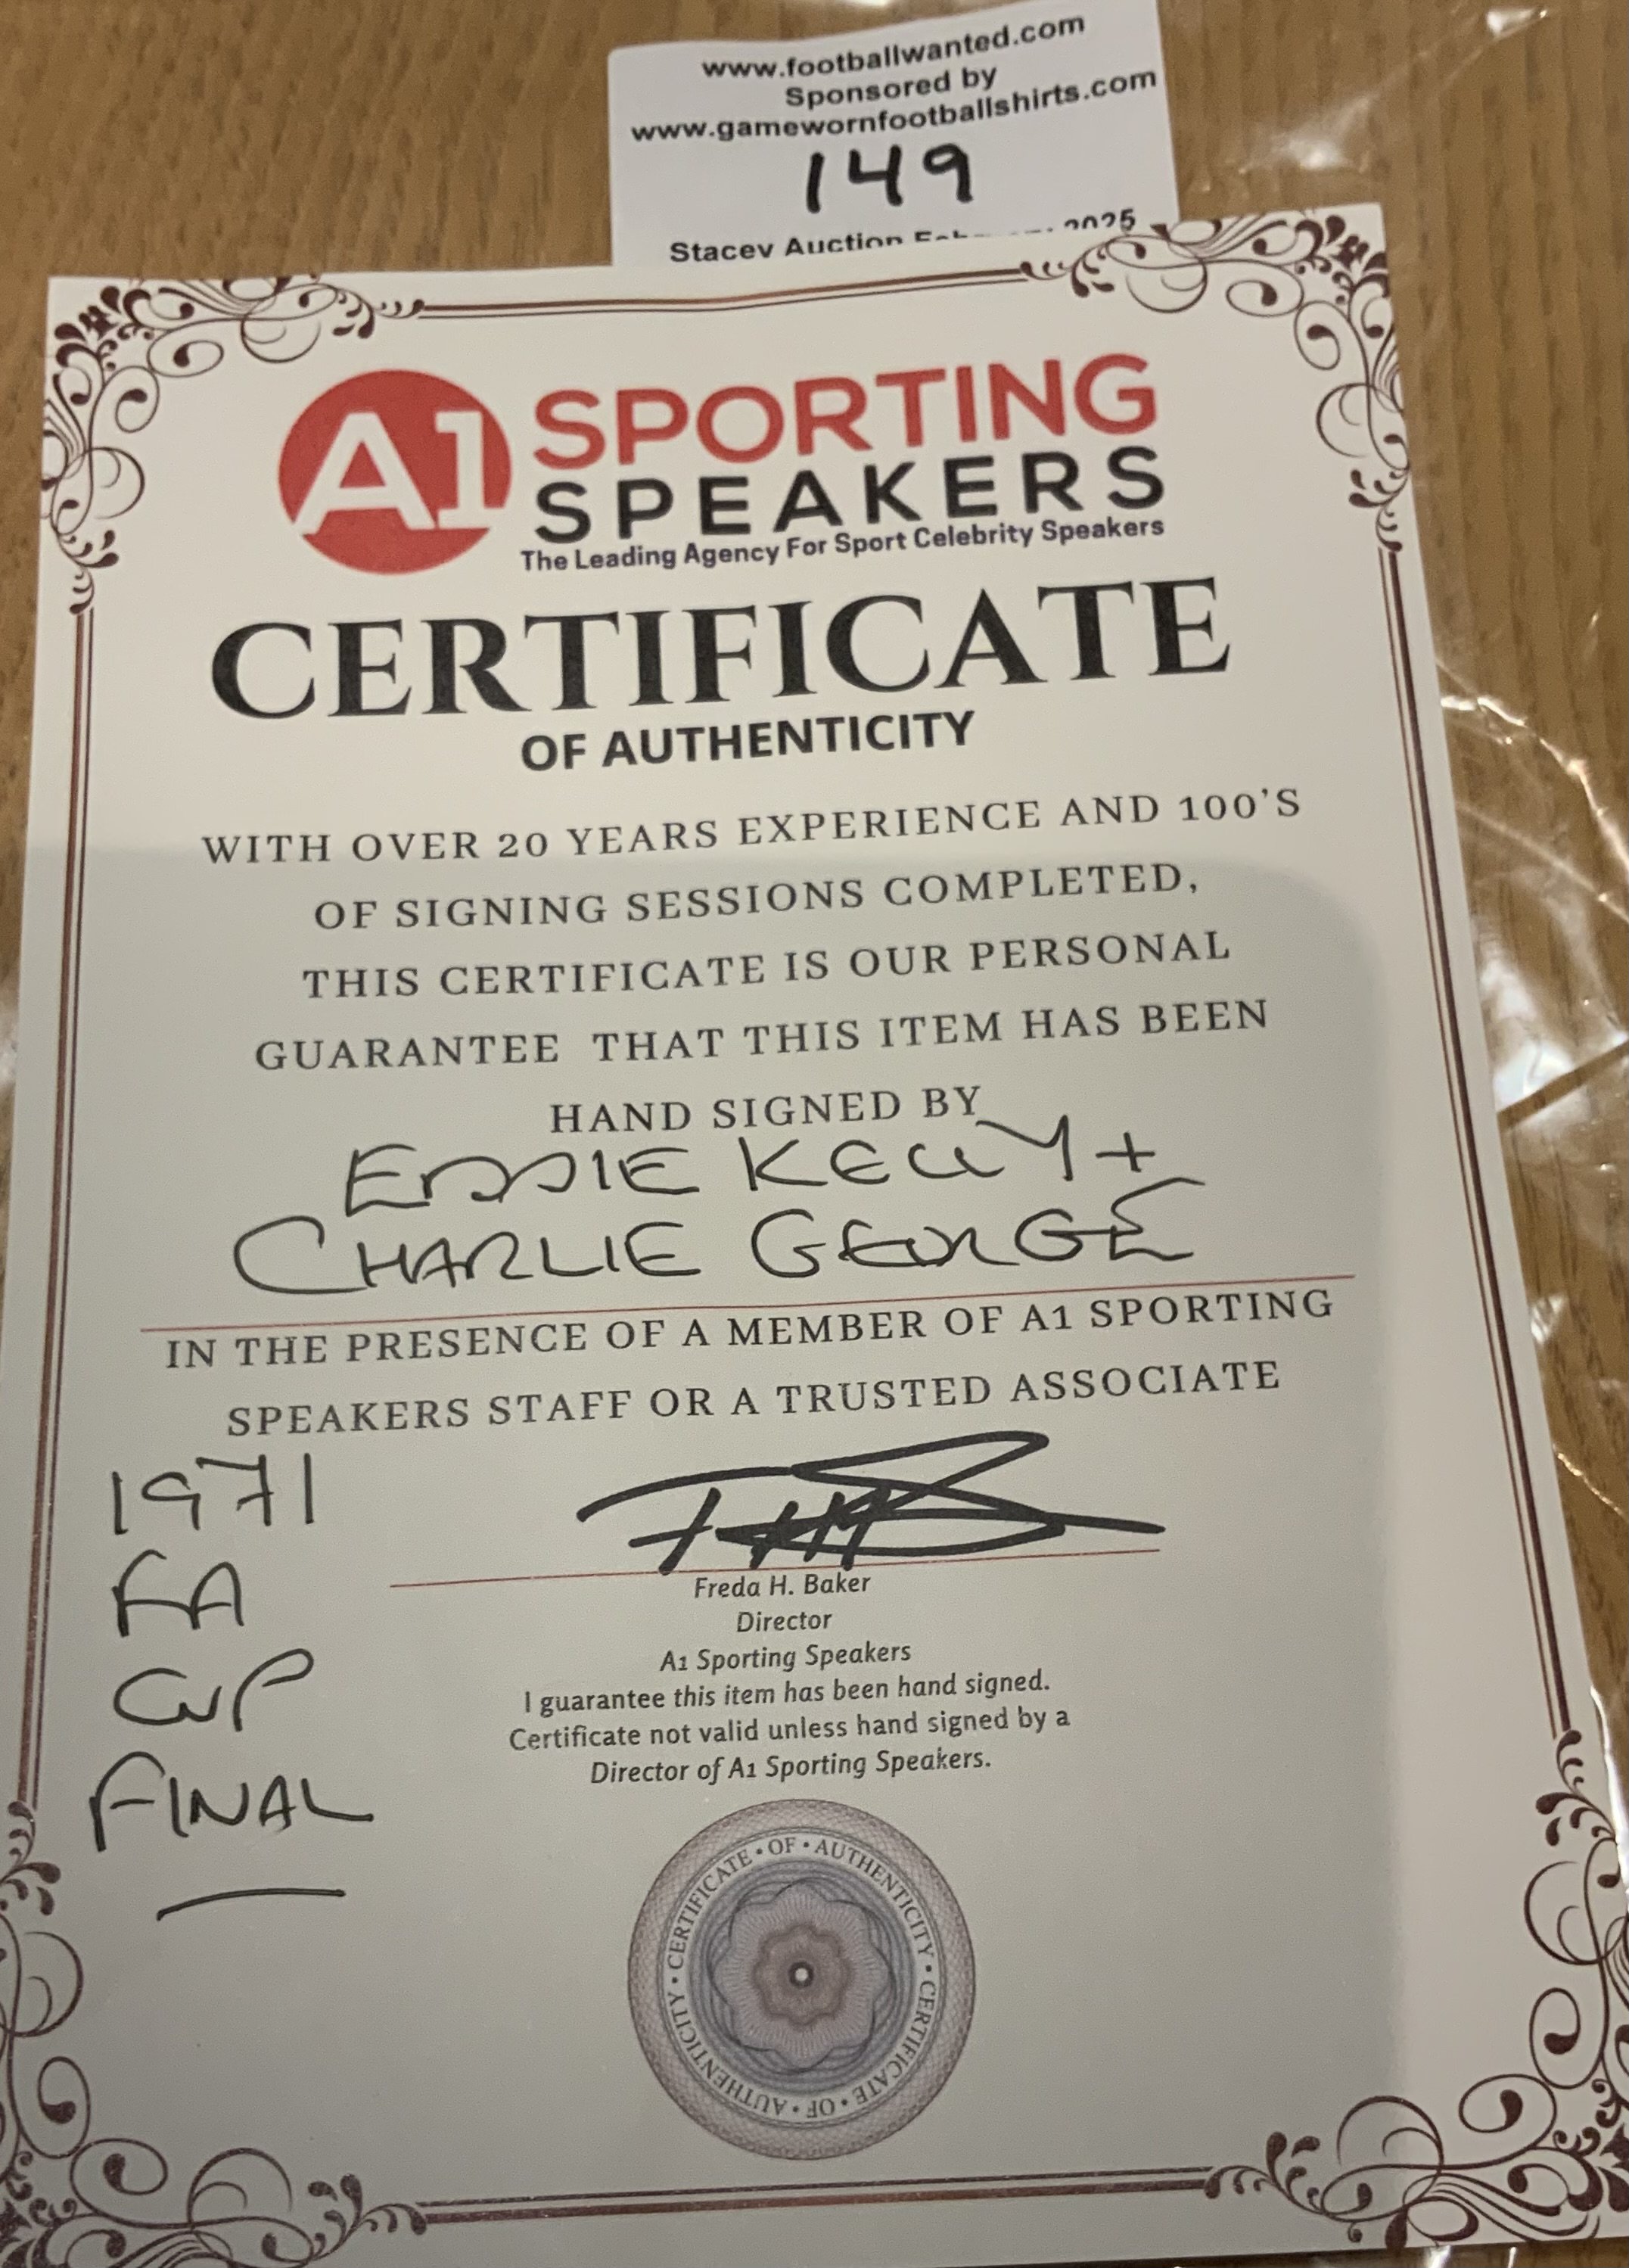 www.footballwanted.com
Sponsored by
www.gamewornfootballshirts.com
149
Stacey Auction February 2025
A1 SPORTING
SPEAKERS
The Leading Agency For Sport Celebrity Speakers
CERTIFICATE
OF AUTHENTICITY
WITH OVER 20 YEARS EXPERIENCE AND 100'S
OF SIGNING SESSIONS COMPLETED,
THIS CERTIFICATE IS OUR PERSONAL
GUARANTEE THAT THIS ITEM HAS BEEN
HAND SIGNED BY
EDDIE KELLY +
CHARLIE GEORGE
IN THE PRESENCE OF A MEMBER OF A1 SPORTING
SPEAKERS STAFF OR A TRUSTED ASSOCIATE
1971
FA
CUP
FINAL
Freda H. Baker
Director
A1 Sporting Speakers
I guarantee this item has been hand signed.
Certificate not valid unless hand signed by a
Director of A1 Sporting Speakers.
CERTIFICATE • OF • AUTHENTICITY • CERTIFICATE • OF • AUTHENTICITY •